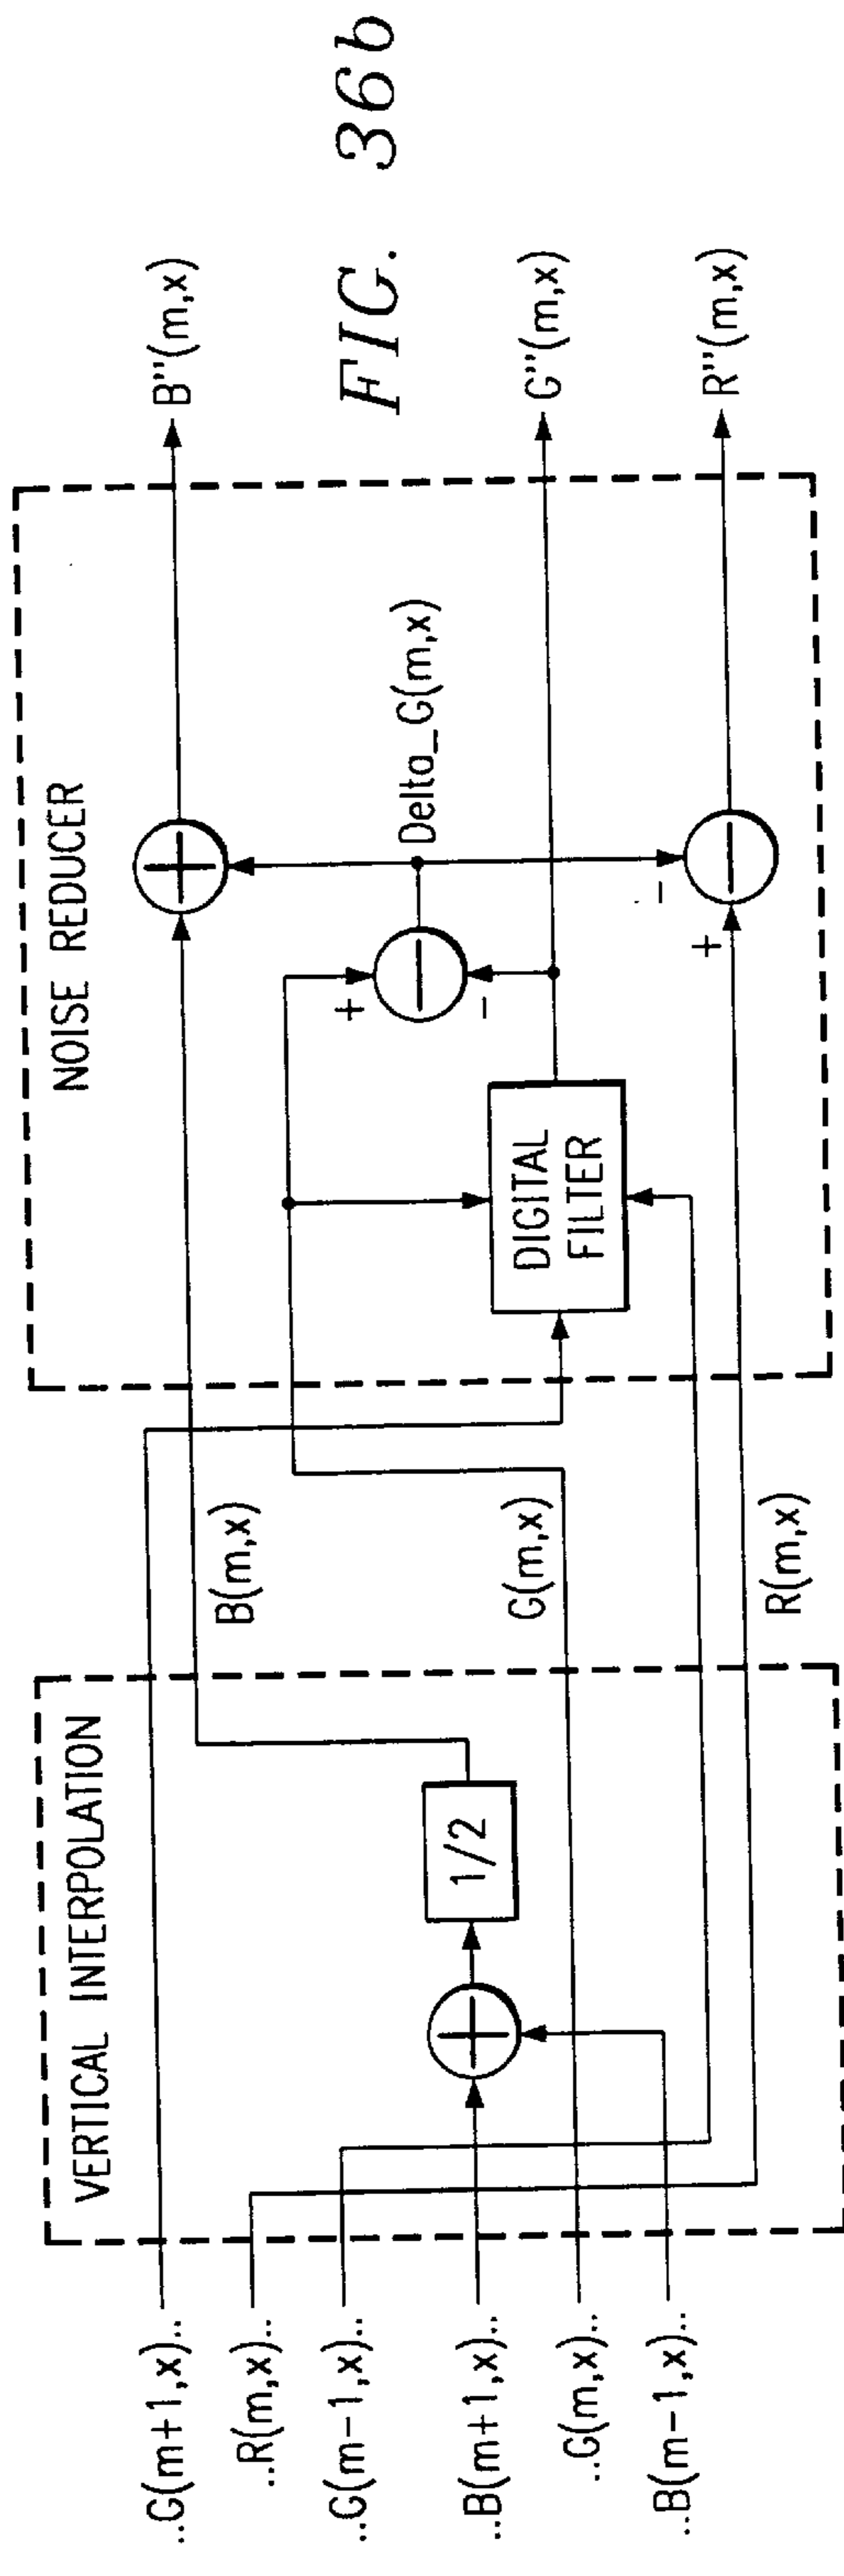 VERTICAL INTERPOLATION
NOISE REDUCER
..G(m+1,x)..
..R(m,x)..
..G(m-1,x)..
..B(m+1,x)..
..G(m,x)..
..B(m-1,x)..
+
1/2
B(m,x)
G(m,x)
R(m,x)
DIGITAL
FILTER
+
-
-
Delta_G(m,x)
+
+
-
-
B"(m,x)
G"(m,x)
R"(m,x)
FIG. 36b